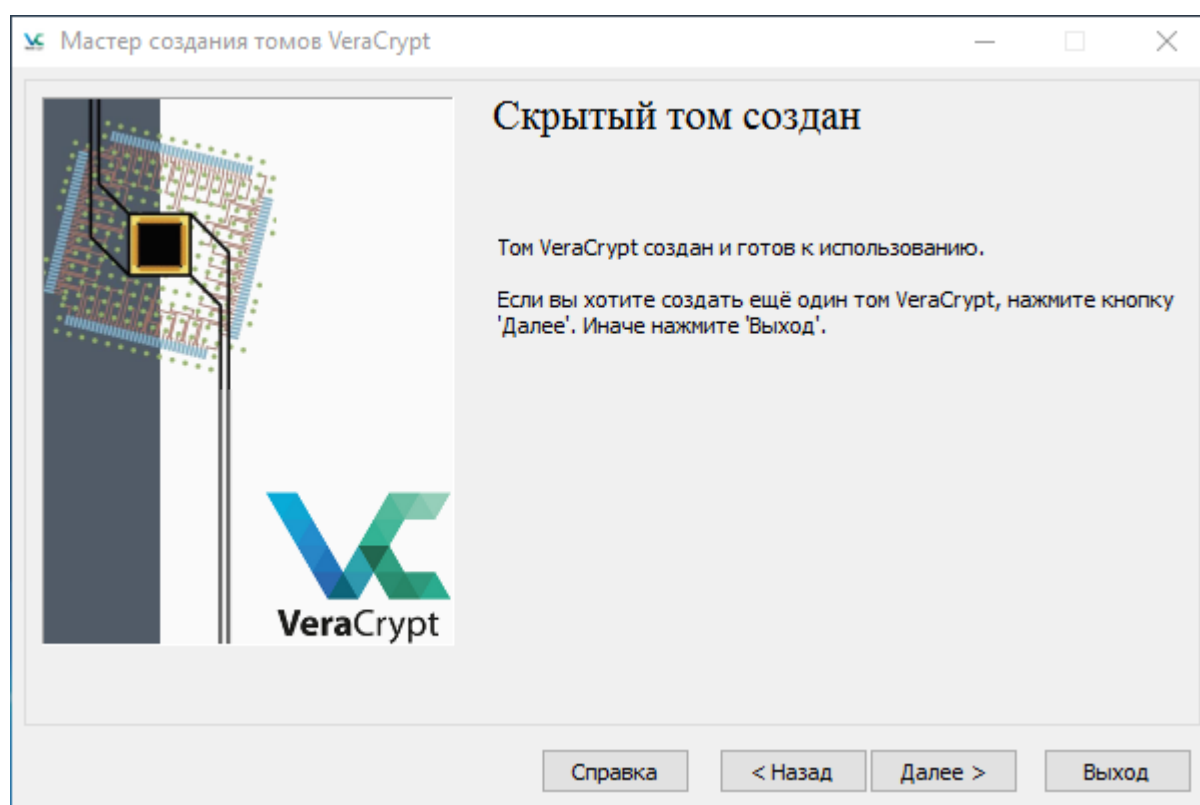 Мастер создания томов VeraCrypt
Скрытый том создан
Том VeraCrypt создан и готов к использованию.
Если вы хотите создать ещё один том VeraCrypt, нажмите кнопку
'Далее'. Иначе нажмите 'Выход'.
VeraCrypt
Справка
< Назад
Далее >
Выход